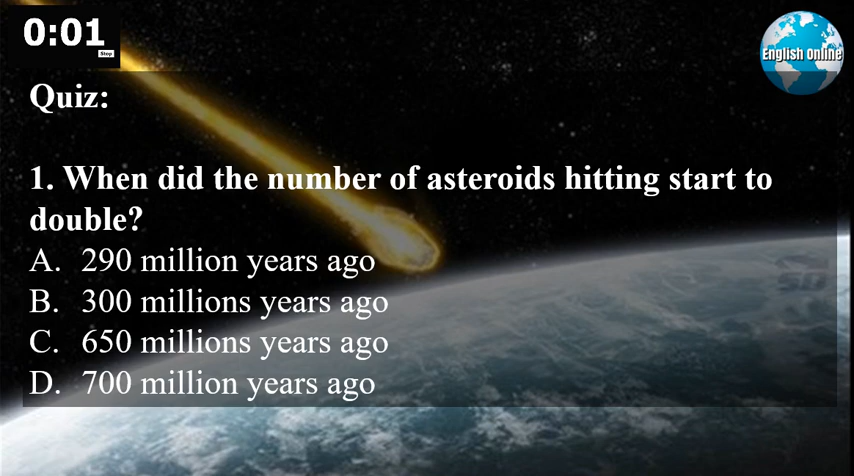 0:01
Stop
English Online
Quiz:
1. When did the number of asteroids hitting start to
double?
A. 290 million years ago
B. 300 millions years ago
C. 650 millions years ago
D. 700 million years ago